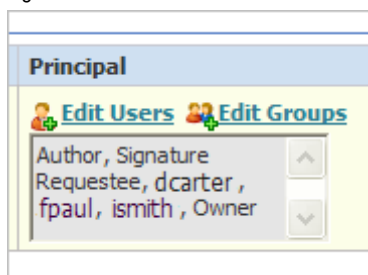 Principal
Edit Users Edit Groups
Author, Signature
Requestee, dcarter ,
fpaul, ismith , Owner